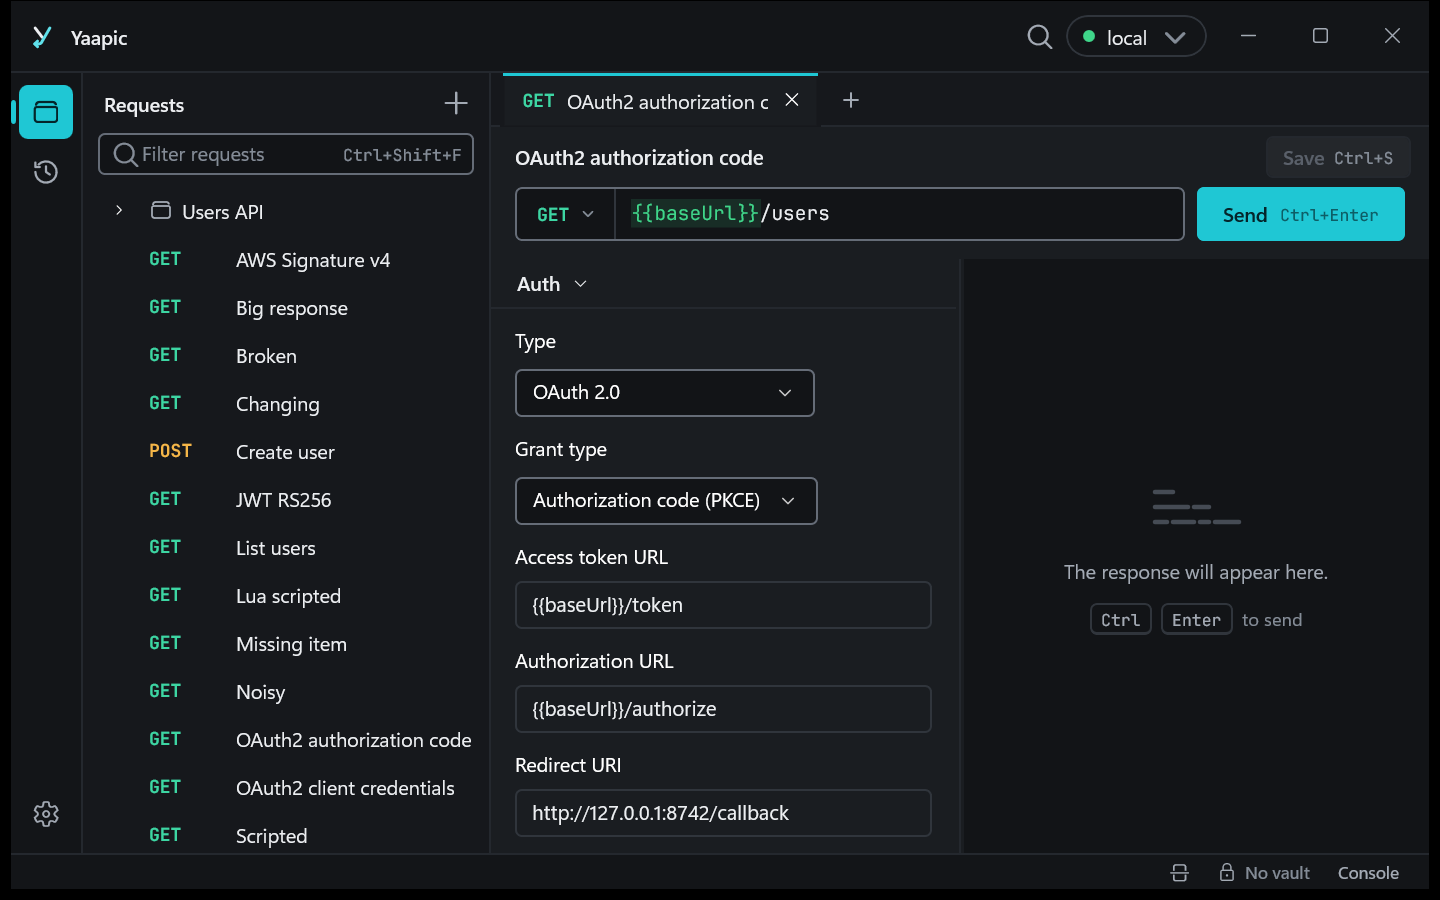 Yaapic
local
Requests
Filter requests Ctrl+Shift+F
Users API
GET AWS Signature v4
GET Big response
GET Broken
GET Changing
POST Create user
GET JWT RS256
GET List users
GET Lua scripted
GET Missing item
GET Noisy
GET OAuth2 authorization code
GET OAuth2 client credentials
GET Scripted
GET OAuth2 authorization c
OAuth2 authorization code
Save Ctrl+S
GET {{baseUrl}}/users
Send Ctrl+Enter
Auth
Type
OAuth 2.0
Grant type
Authorization code (PKCE)
Access token URL
{{baseUrl}}/token
Authorization URL
{{baseUrl}}/authorize
Redirect URI
http://127.0.0.1:8742/callback
The response will appear here.
Ctrl Enter to send
No vault
Console